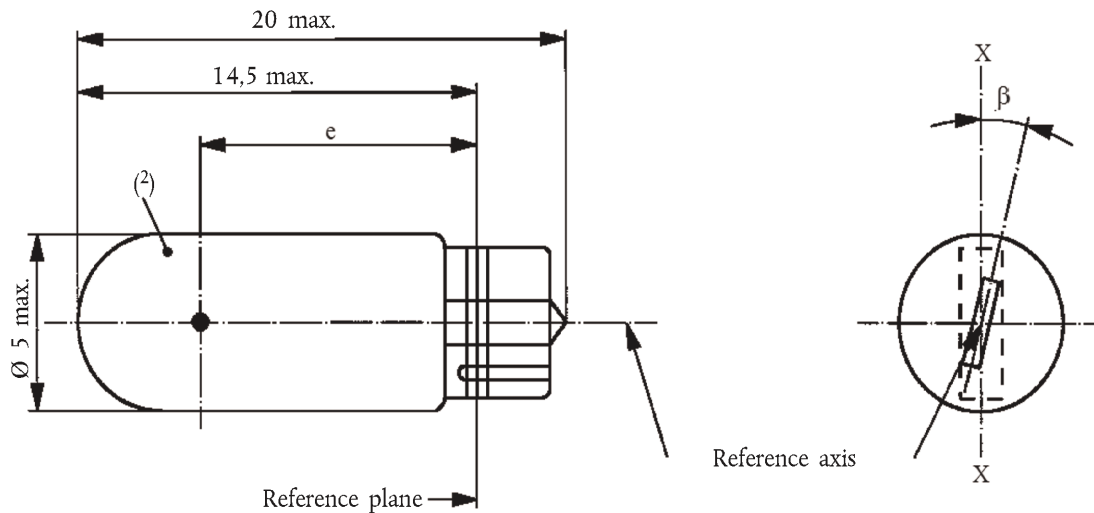 20 max.
14,5 max.
e
(²)
Ø 5 max.
Reference plane
Reference axis
X
β
X